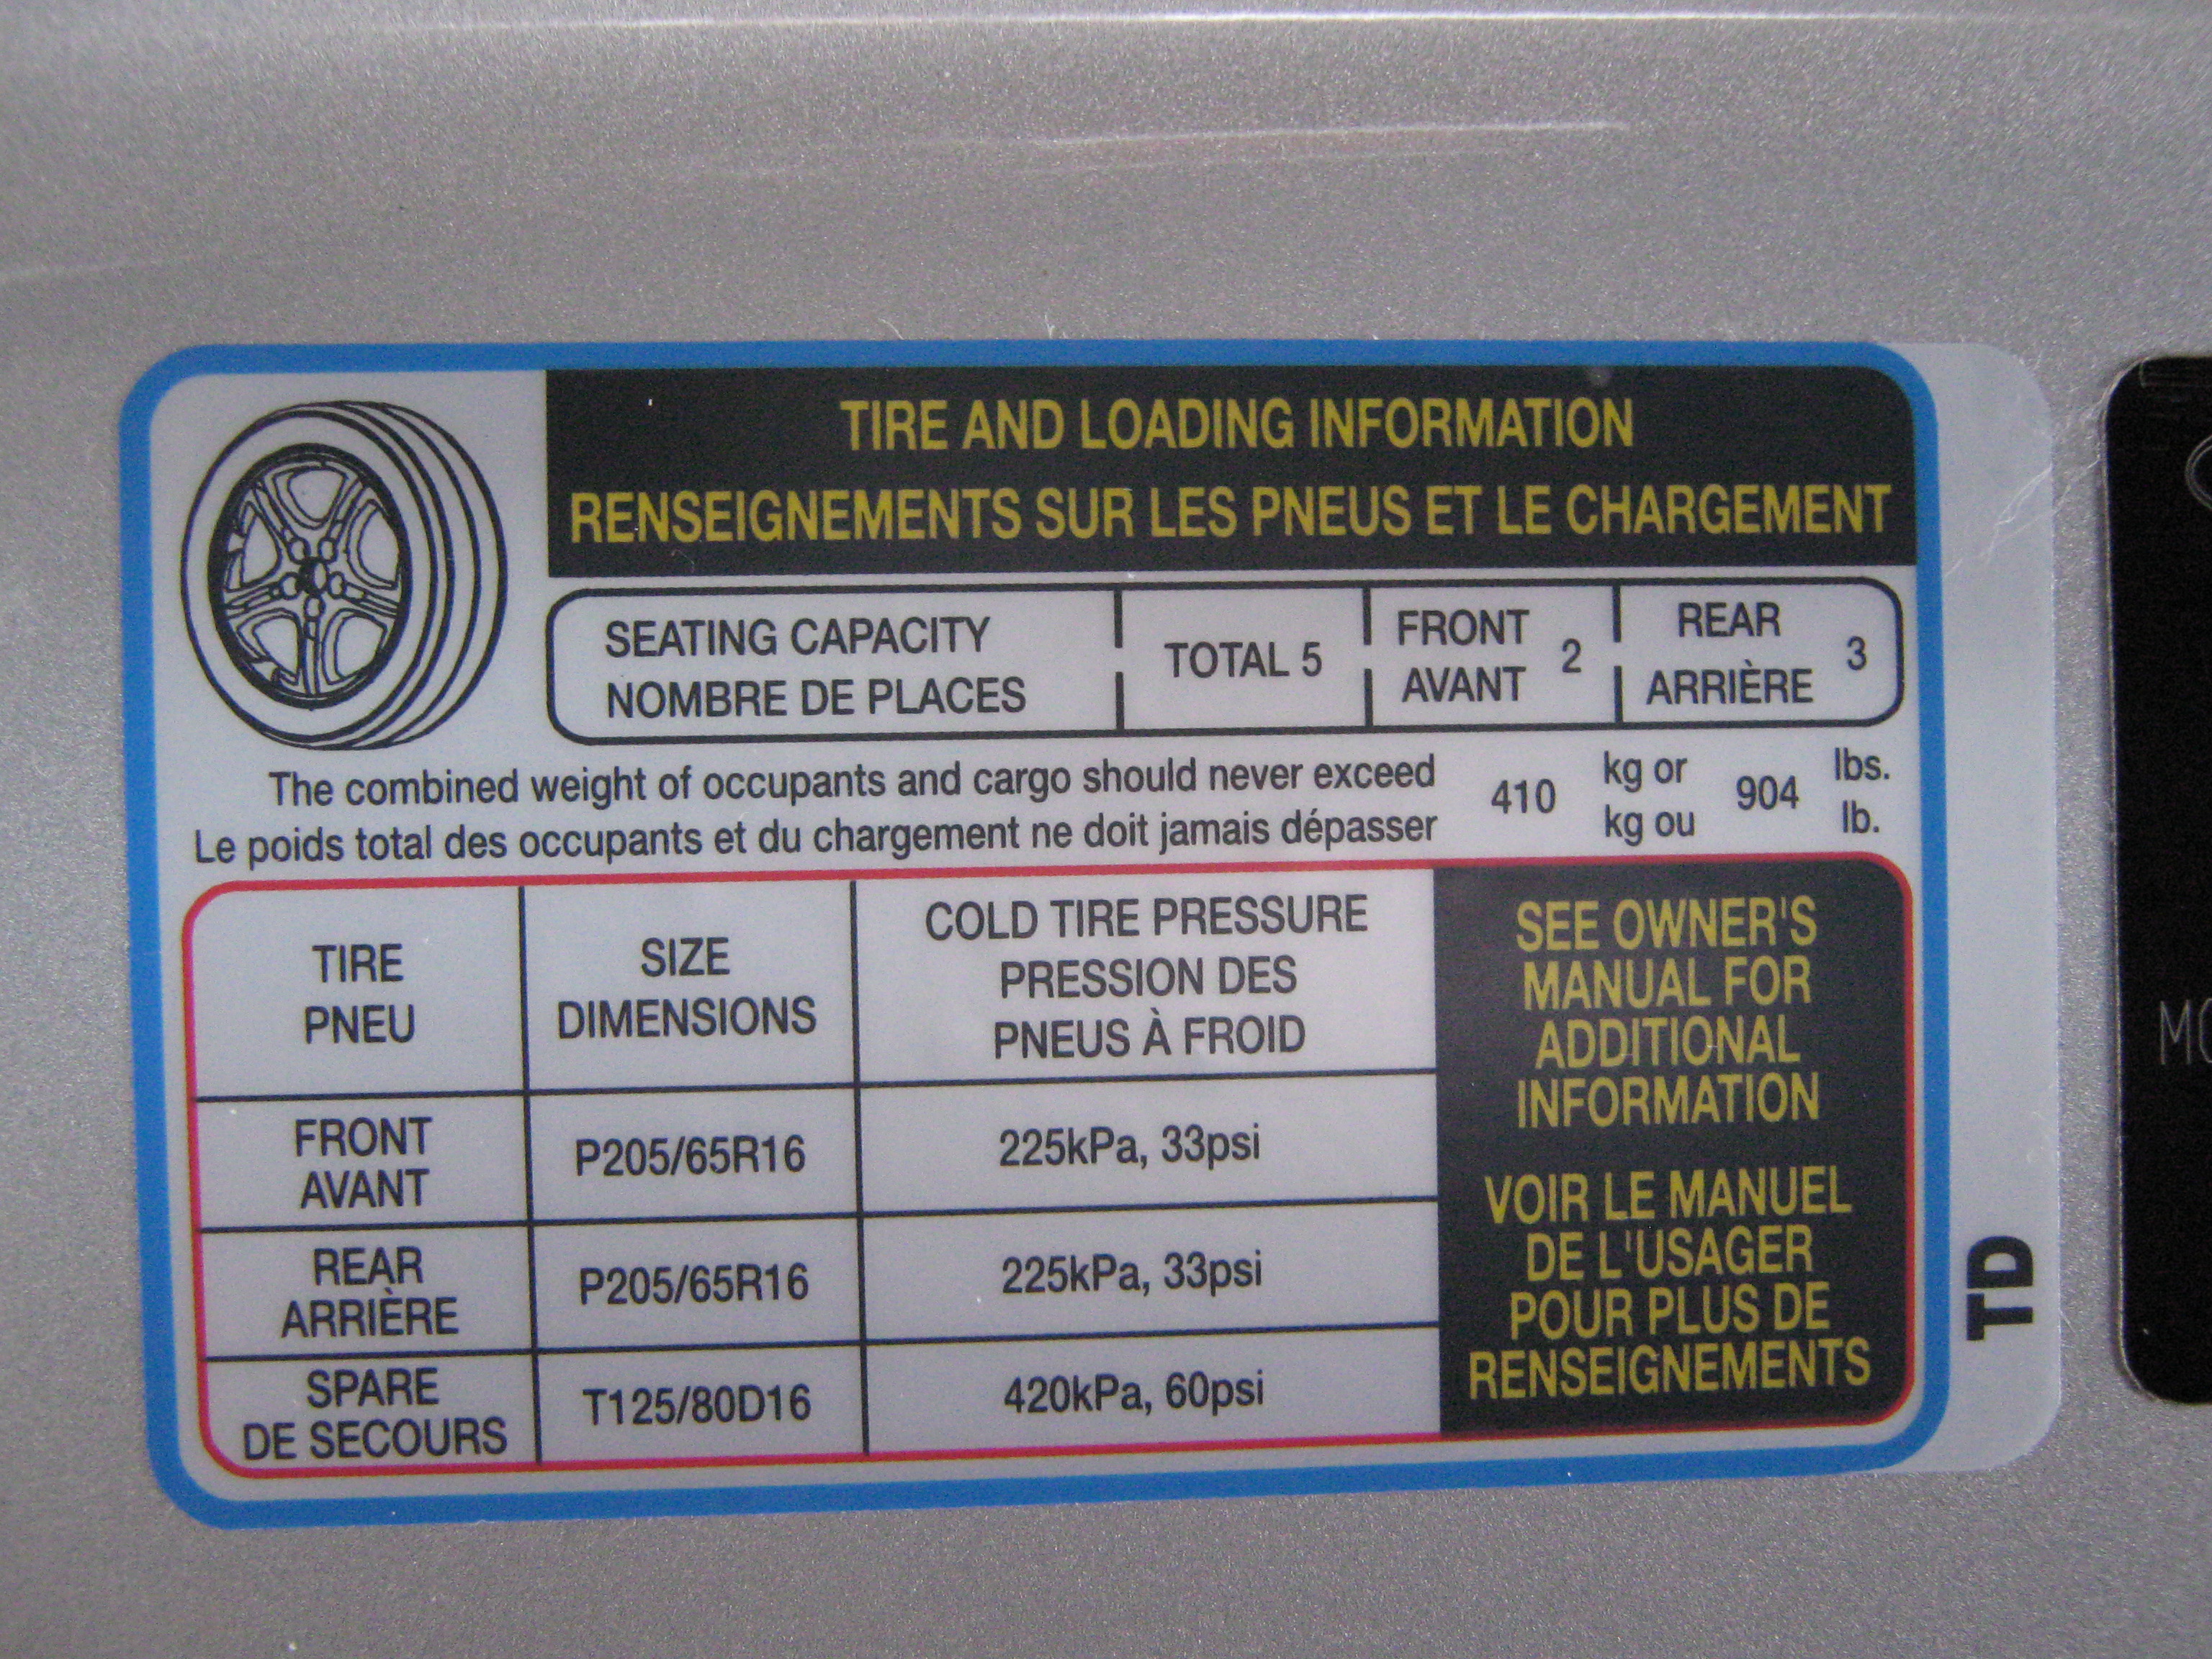 TIRE AND LOADING INFORMATION
RENSEIGNEMENTS SUR LES PNEUS ET LE CHARGEMENT
SEATING CAPACITY
NOMBRE DE PLACES
TOTAL 5
FRONT
AVANT
2
REAR
ARRIÈRE
3
The combined weight of occupants and cargo should never exceed 410 kg or 904 lbs.
Le poids total des occupants et du chargement ne doit jamais dépasser kg ou lb.
TIRE
PNEU
SIZE
DIMENSIONS
COLD TIRE PRESSURE
PRESSION DES
PNEUS À FROID
FRONT
AVANT
P205/65R16
225kPa, 33psi
REAR
ARRIÈRE
P205/65R16
225kPa, 33psi
SPARE
DE SECOURS
T125/80D16
420kPa, 60psi
SEE OWNER'S
MANUAL FOR
ADDITIONAL
INFORMATION
VOIR LE MANUEL
DE L'USAGER
POUR PLUS DE
RENSEIGNEMENTS
TD